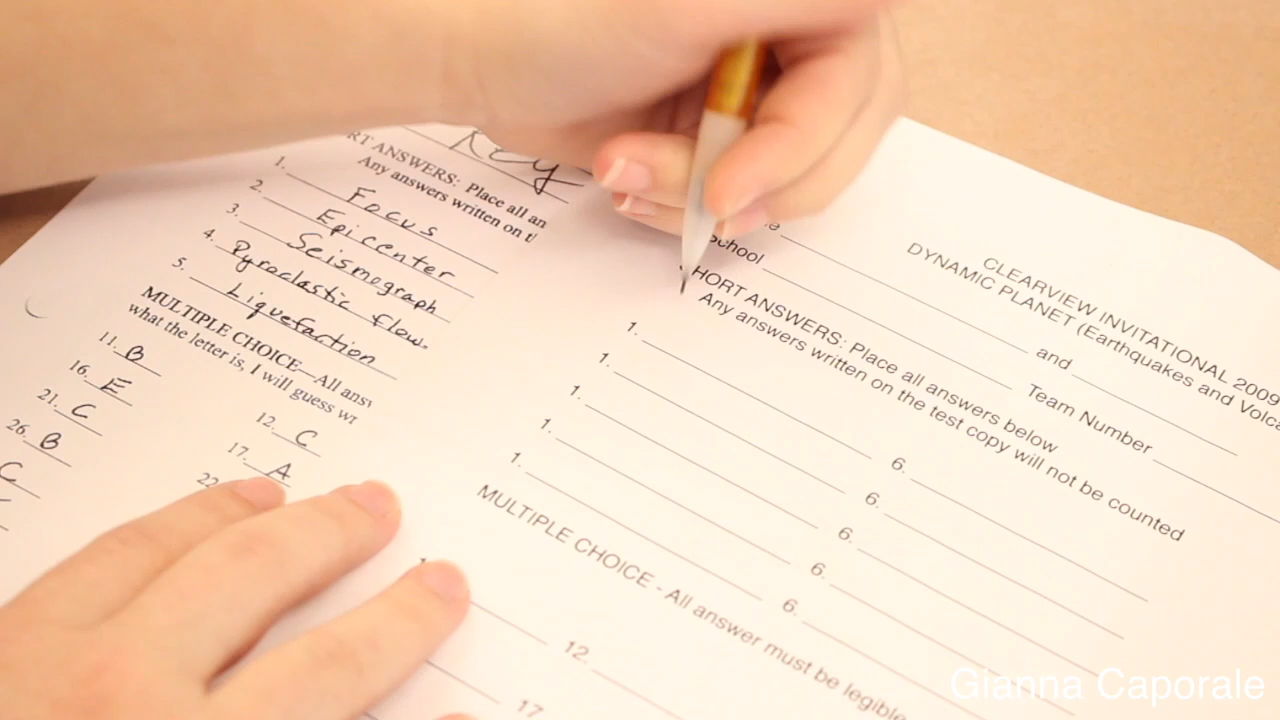 Key
RT ANSWERS: Place all an
Any answers written on t
1. Focus
2. Epicenter
3. Seismograph
4. Pyroclastic flow.
5. Liquefaction
MULTIPLE CHOICE—All ans
what the letter is, I will guess
11. B
12. C
16. E
17. A
21. C
22.
26. B
C
CLEARVIEW INVITATIONAL 2009
DYNAMIC PLANET (Earthquakes and Volca
and
School
Team Number
HORT ANSWERS: Place all answers below
Any answers written on the test copy will not be counted
1. 6.
1. 6.
1. 6.
1. 6.
1. 6.
MULTIPLE CHOICE - All answer must be legible
12.
17
Gianna Caporale